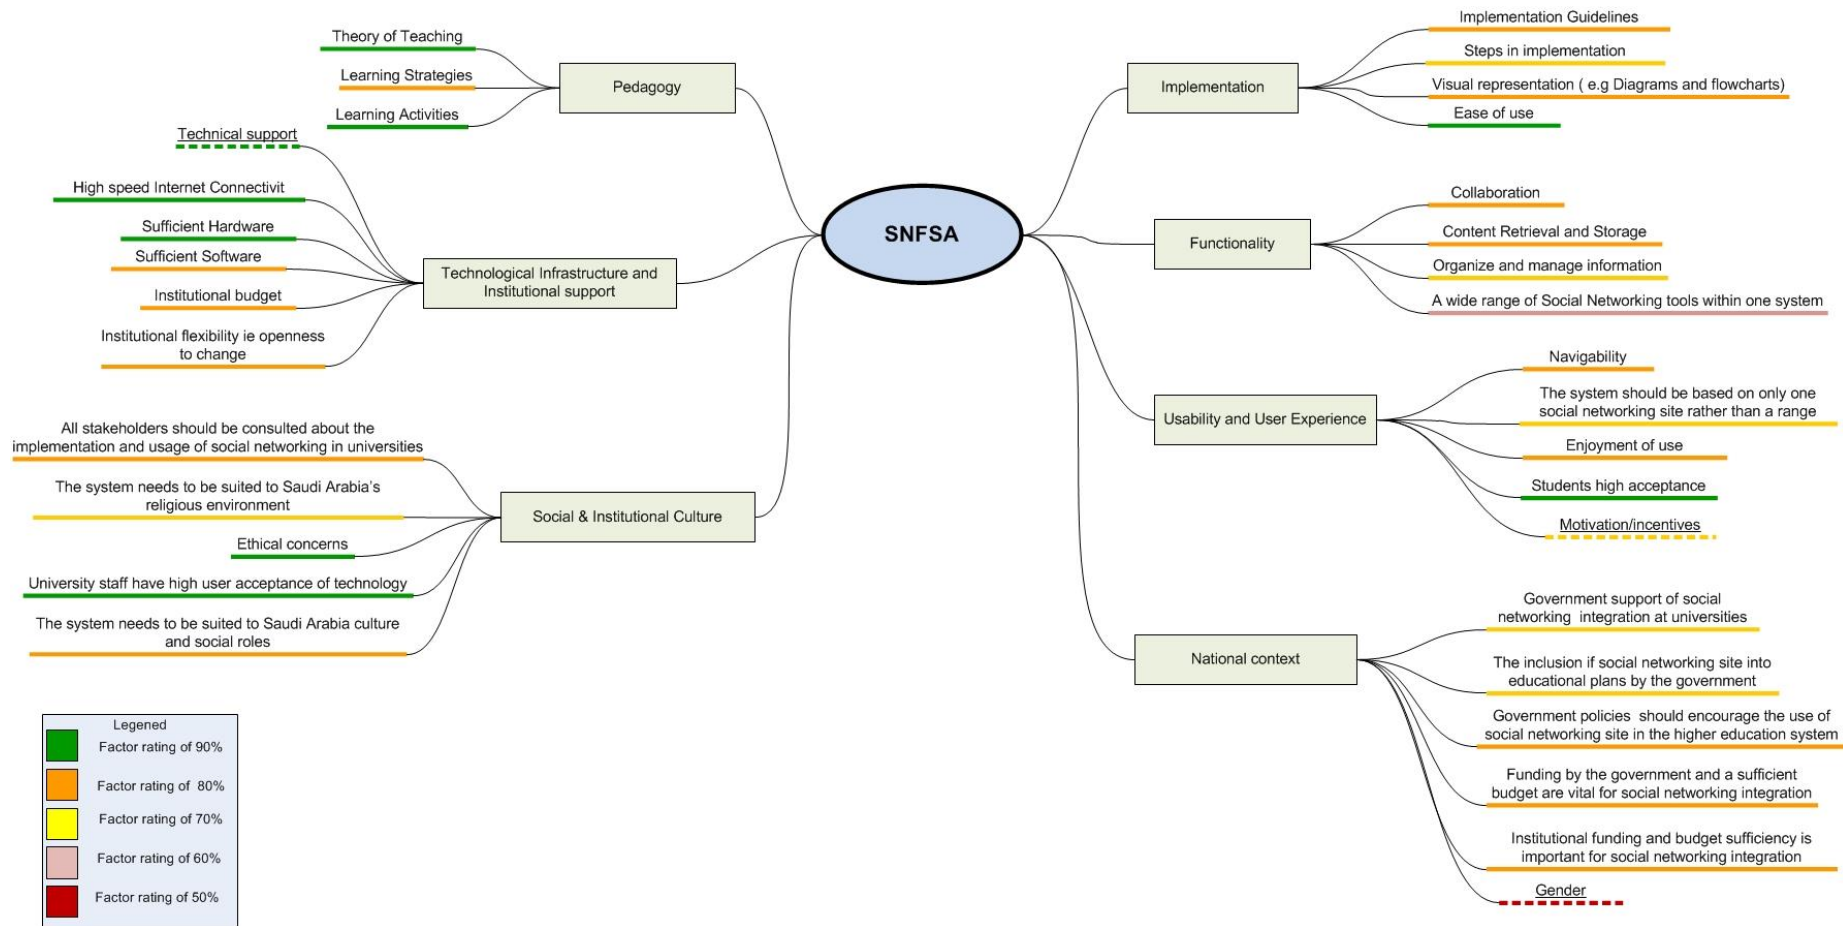 Theory of Teaching
Learning Strategies
Learning Activities
Pedagogy
Technical support
High speed Internet Connectivit
Sufficient Hardware
Sufficient Software
Institutional budget
Institutional flexibility ie openness
to change
Technological Infrastructure and
Institutional support
All stakeholders should be consulted about the
implementation and usage of social networking in universities
The system needs to be suited to Saudi Arabia's
religious environment
Ethical concerns
University staff have high user acceptance of technology
The system needs to be suited to Saudi Arabia culture
and social roles
Social & Institutional Culture
SNFSA
Implementation
Implementation Guidelines
Steps in implementation
Visual representation ( e.g Diagrams and flowcharts)
Ease of use
Functionality
Collaboration
Content Retrieval and Storage
Organize and manage information
A wide range of Social Networking tools within one system
Usability and User Experience
Navigability
The system should be based on only one
social networking site rather than a range
Enjoyment of use
Students high acceptance
Motivation/incentives
National context
Government support of social
networking integration at universities
The inclusion if social networking site into
educational plans by the government
Government policies should encourage the use of
social networking site in the higher education system
Funding by the government and a sufficient
budget are vital for social networking integration
Institutional funding and budget sufficiency is
important for social networking integration
Gender
Legened
Factor rating of 90%
Factor rating of 80%
Factor rating of 70%
Factor rating of 60%
Factor rating of 50%